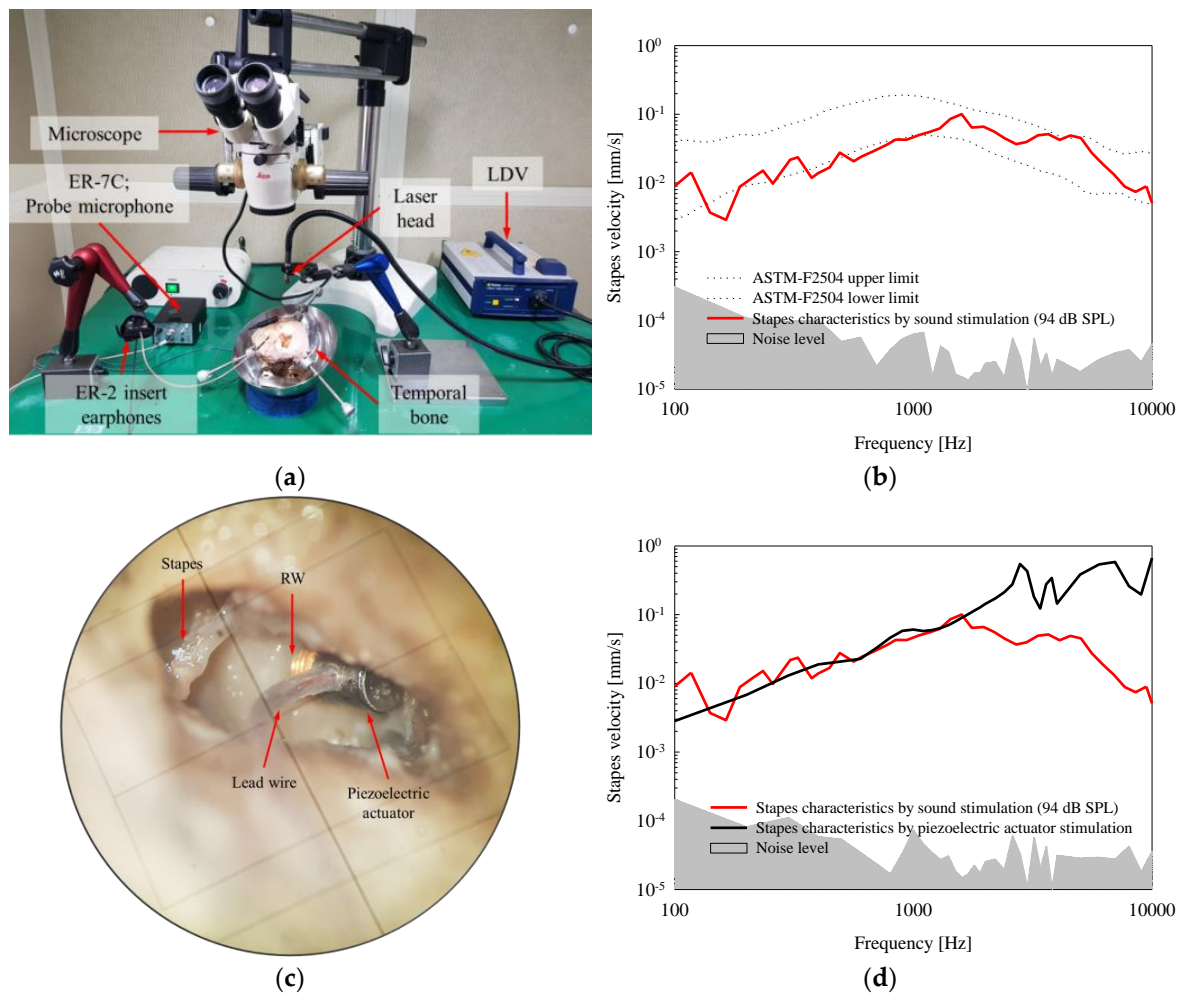 Microscope
ER-7C;
Probe microphone
Laser
head
LDV
ER-2 insert
earphones
Temporal
bone
(a)
Stapes velocity [mm/s]
10⁰
10⁻¹
10⁻²
10⁻³
10⁻⁴
10⁻⁵
ASTM-F2504 upper limit
ASTM-F2504 lower limit
Stapes characteristics by sound stimulation (94 dB SPL)
Noise level
100 1000 10000
Frequency [Hz]
(b)
Stapes
RW
Lead wire
Piezoelectric
actuator
(c)
Stapes velocity [mm/s]
10⁰
10⁻¹
10⁻²
10⁻³
10⁻⁴
10⁻⁵
Stapes characteristics by sound stimulation (94 dB SPL)
Stapes characteristics by piezoelectric actuator stimulation
Noise level
100 1000 10000
Frequency [Hz]
(d)